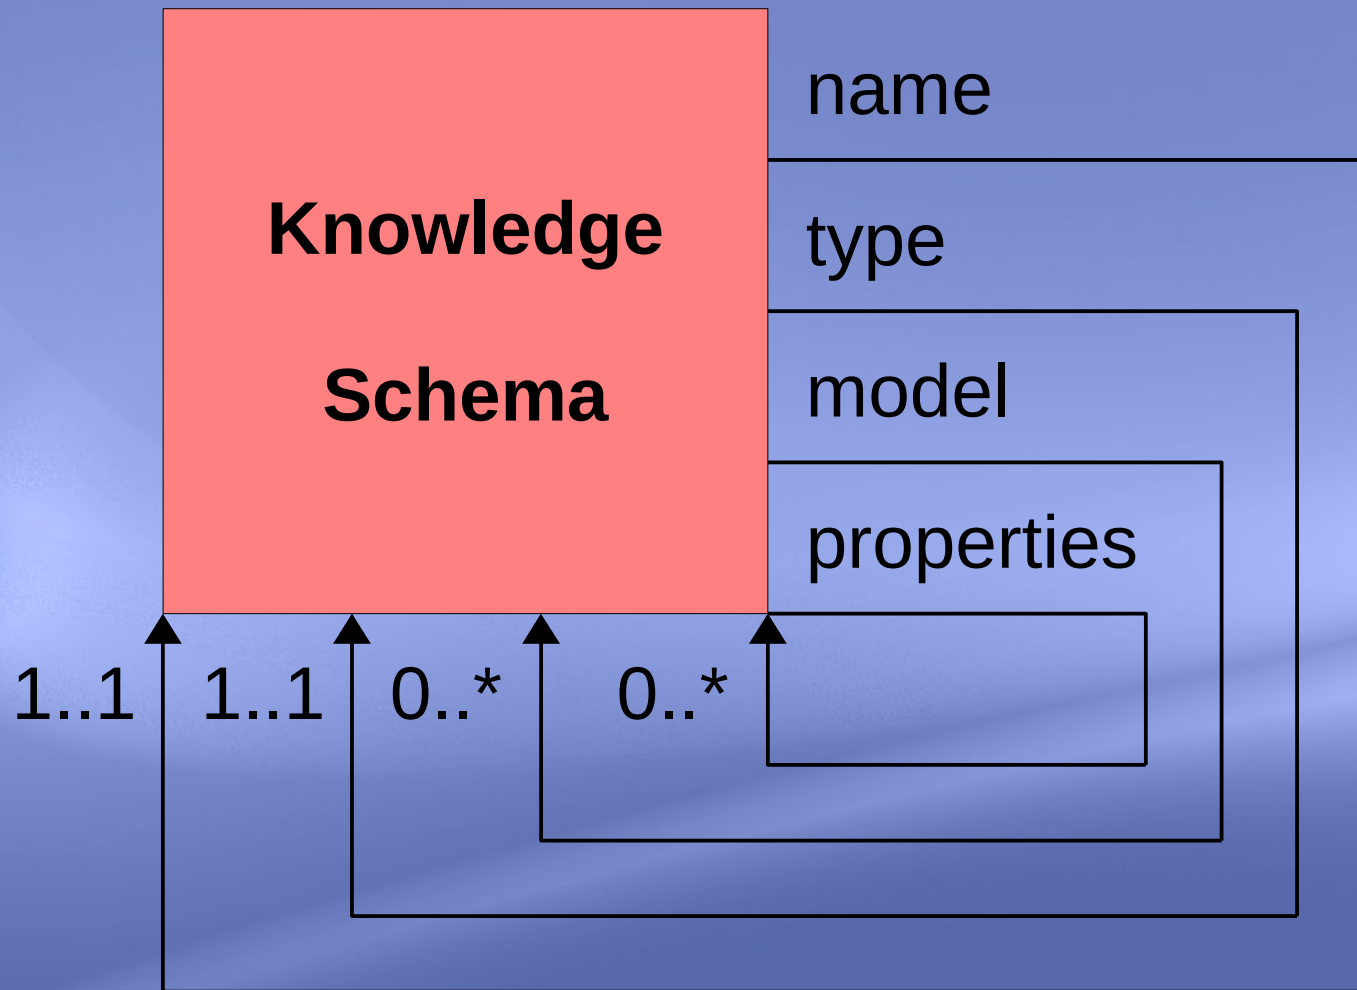 name
Knowledge
type
Schema
model
properties
1..1 1..1 0..* 0..*